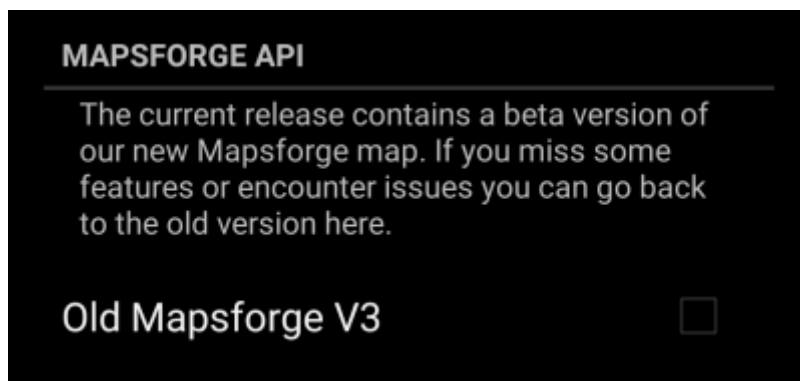 MAPSFORGE API
The current release contains a beta version of
our new Mapsforge map. If you miss some
features or encounter issues you can go back
to the old version here.
Old Mapsforge V3